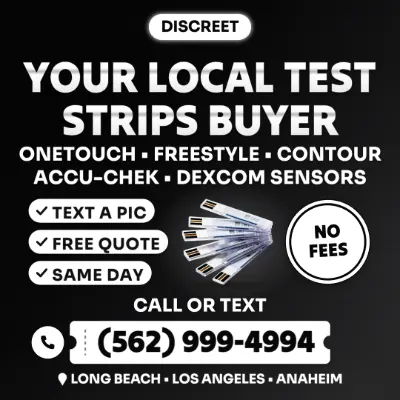 DISCREET
YOUR LOCAL TEST
STRIPS BUYER
ONETOUCH ▪ FREESTYLE ▪ CONTOUR
ACCU-CHEK ▪ DEXCOM SENSORS
✓ TEXT A PIC
✓ FREE QUOTE
✓ SAME DAY
NO
FEES
CALL OR TEXT
(562) 999-4994
LONG BEACH ▪ LOS ANGELES ▪ ANAHEIM